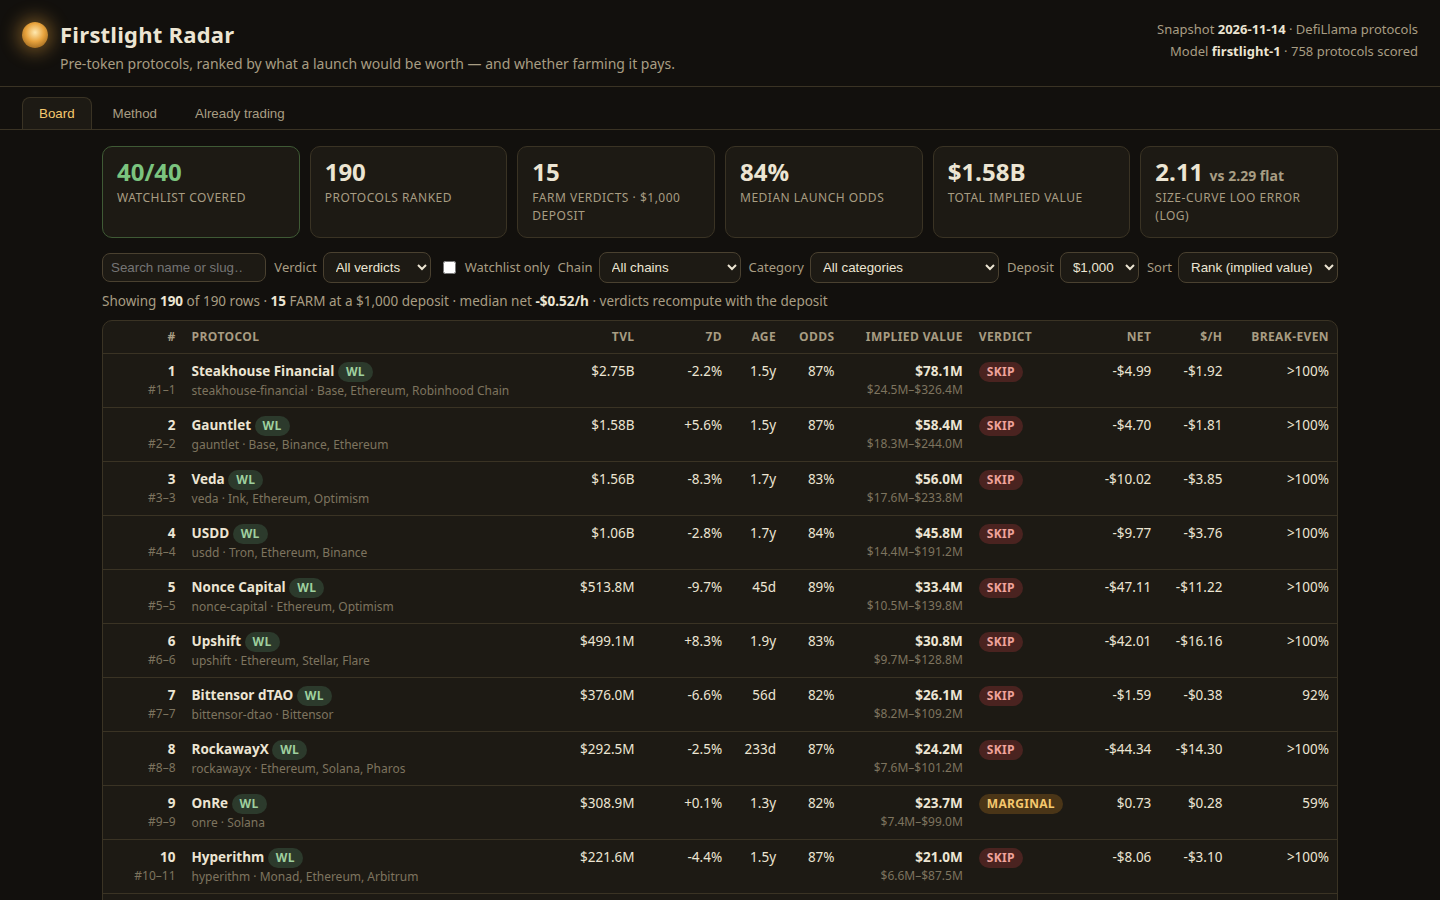 Firstlight Radar
Pre-token protocols, ranked by what a launch would be worth — and whether farming it pays.
Snapshot 2026-11-14 · DefiLlama protocols
Model firstlight-1 · 758 protocols scored
Board Method Already trading
40/40
WATCHLIST COVERED
190
PROTOCOLS RANKED
15
FARM VERDICTS · $1,000
DEPOSIT
84%
MEDIAN LAUNCH ODDS
$1.58B
TOTAL IMPLIED VALUE
2.11 vs 2.29 flat
SIZE-CURVE LOO ERROR
(LOG)
Search name or slug.. Verdict All verdicts Watchlist only Chain All chains Category All categories Deposit $1,000 Sort Rank (implied value)
Showing 190 of 190 rows · 15 FARM at a $1,000 deposit · median net -$0.52/h · verdicts recompute with the deposit
# PROTOCOL TVL 7D AGE ODDS IMPLIED VALUE VERDICT NET $/H BREAK-EVEN
1 Steakhouse Financial WL $2.75B -2.2% 1.5y 87% $78.1M SKIP -$4.99 -$1.92 >100%
#1–1 steakhouse-financial · Base, Ethereum, Robinhood Chain $24.5M–$326.4M
2 Gauntlet WL $1.58B +5.6% 1.5y 87% $58.4M SKIP -$4.70 -$1.81 >100%
#2–2 gauntlet · Base, Binance, Ethereum $18.3M–$244.0M
3 Veda WL $1.56B -8.3% 1.7y 83% $56.0M SKIP -$10.02 -$3.85 >100%
#3–3 veda · Ink, Ethereum, Optimism $17.6M–$233.8M
4 USDD WL $1.06B -2.8% 1.7y 84% $45.8M SKIP -$9.77 -$3.76 >100%
#4–4 usdd · Tron, Ethereum, Binance $14.4M–$191.2M
5 Nonce Capital WL $513.8M -9.7% 45d 89% $33.4M SKIP -$47.11 -$11.22 >100%
#5–5 nonce-capital · Ethereum, Optimism $10.5M–$139.8M
6 Upshift WL $499.1M +8.3% 1.9y 83% $30.8M SKIP -$42.01 -$16.16 >100%
#6–6 upshift · Ethereum, Stellar, Flare $9.7M–$128.8M
7 Bittensor dTAO WL $376.0M -6.6% 56d 82% $26.1M SKIP -$1.59 -$0.38 92%
#7–7 bittensor-dtao · Bittensor $8.2M–$109.2M
8 RockawayX WL $292.5M -2.5% 233d 87% $24.2M SKIP -$44.34 -$14.30 >100%
#8–8 rockawayx · Ethereum, Solana, Pharos $7.6M–$101.2M
9 OnRe WL $308.9M +0.1% 1.3y 82% $23.7M MARGINAL $0.73 $0.28 59%
#9–9 onre · Solana $7.4M–$99.0M
10 Hyperithm WL $221.6M -4.4% 1.5y 87% $21.0M SKIP -$8.06 -$3.10 >100%
#10–11 hyperithm · Monad, Ethereum, Arbitrum $6.6M–$87.5M